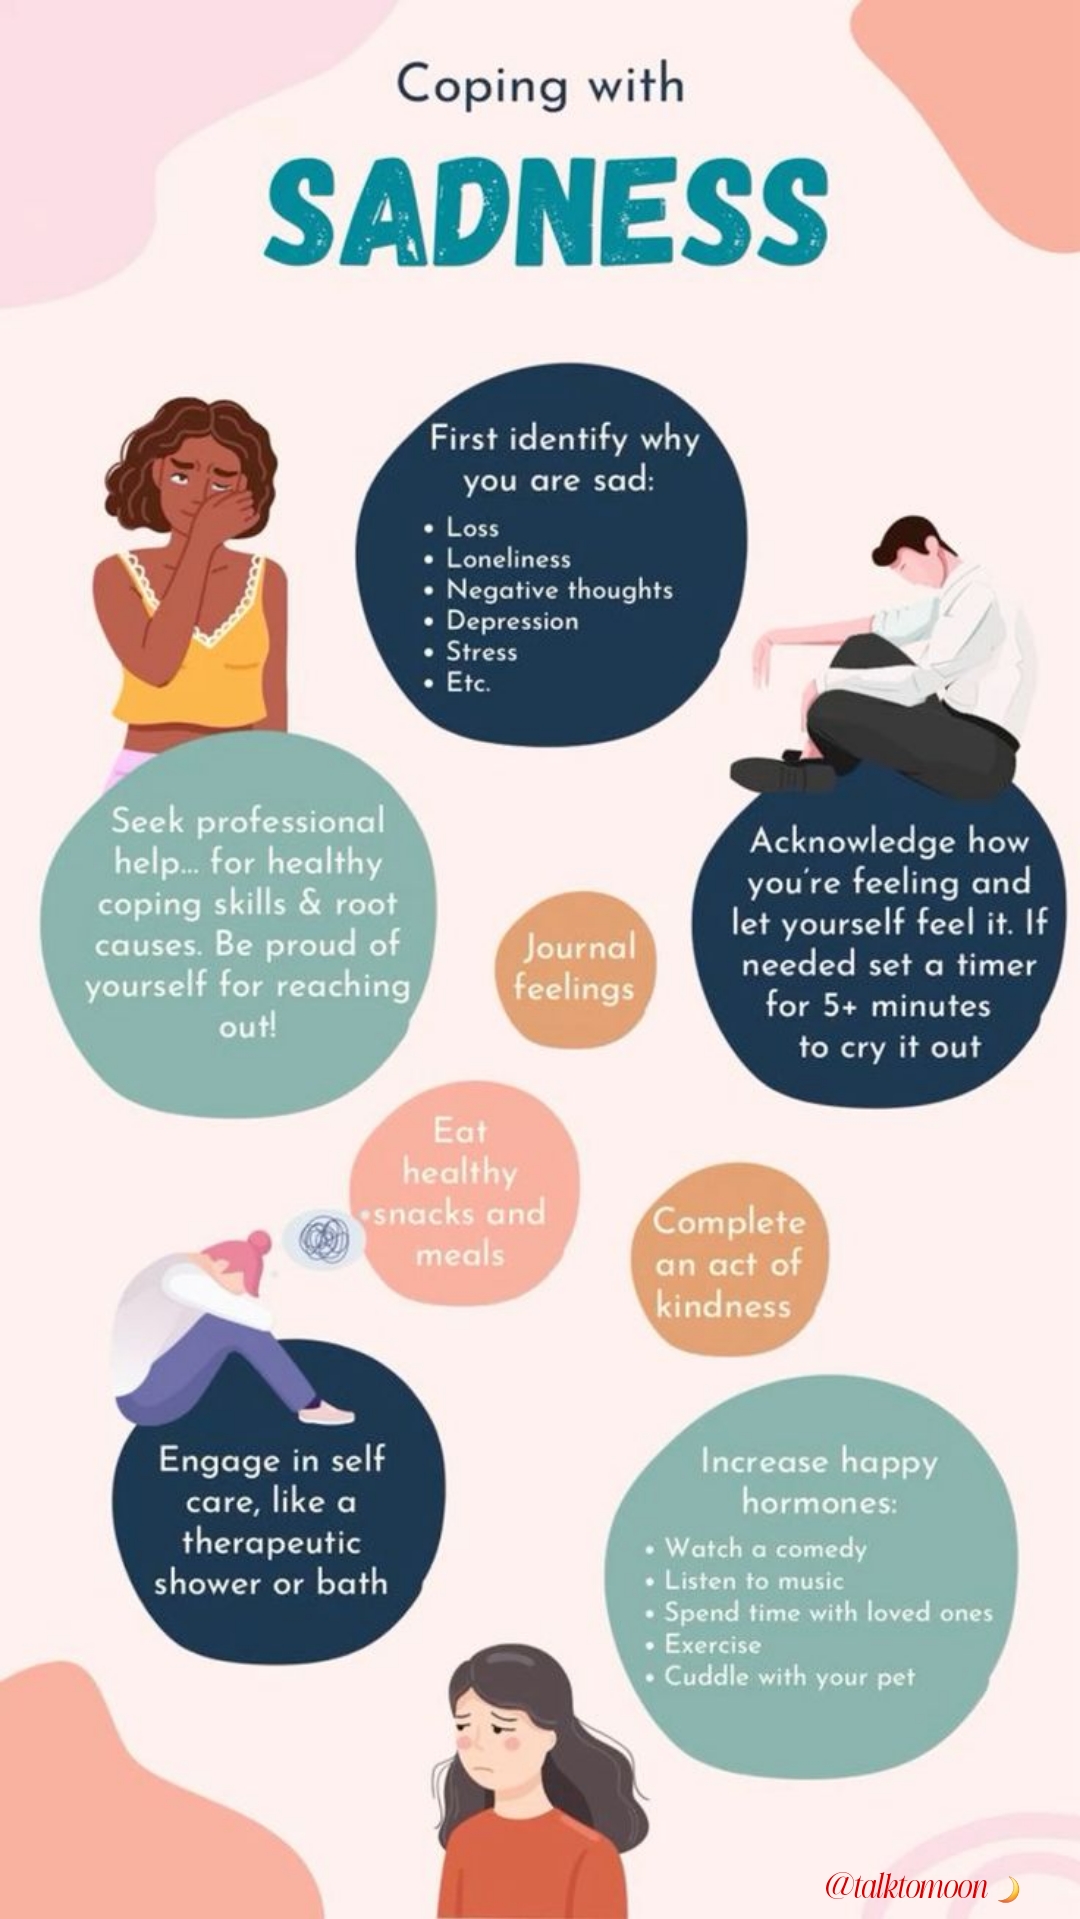 Coping with
SADNESS
First identify why
you are sad:
• Loss
• Loneliness
• Negative thoughts
• Depression
• Stress
• Etc.
Seek professional
help... for healthy
coping skills & root
causes. Be proud of
yourself for reaching
out!
Journal
feelings
Acknowledge how
you're feeling and
let yourself feel it. If
needed set a timer
for 5+ minutes
to cry it out
Eat
healthy
•snacks and
meals
Complete
an act of
kindness
Engage in self
care, like a
therapeutic
shower or bath
Increase happy
hormones:
• Watch a comedy
• Listen to music
• Spend time with loved ones
• Exercise
• Cuddle with your pet
@talktomoon 🌙